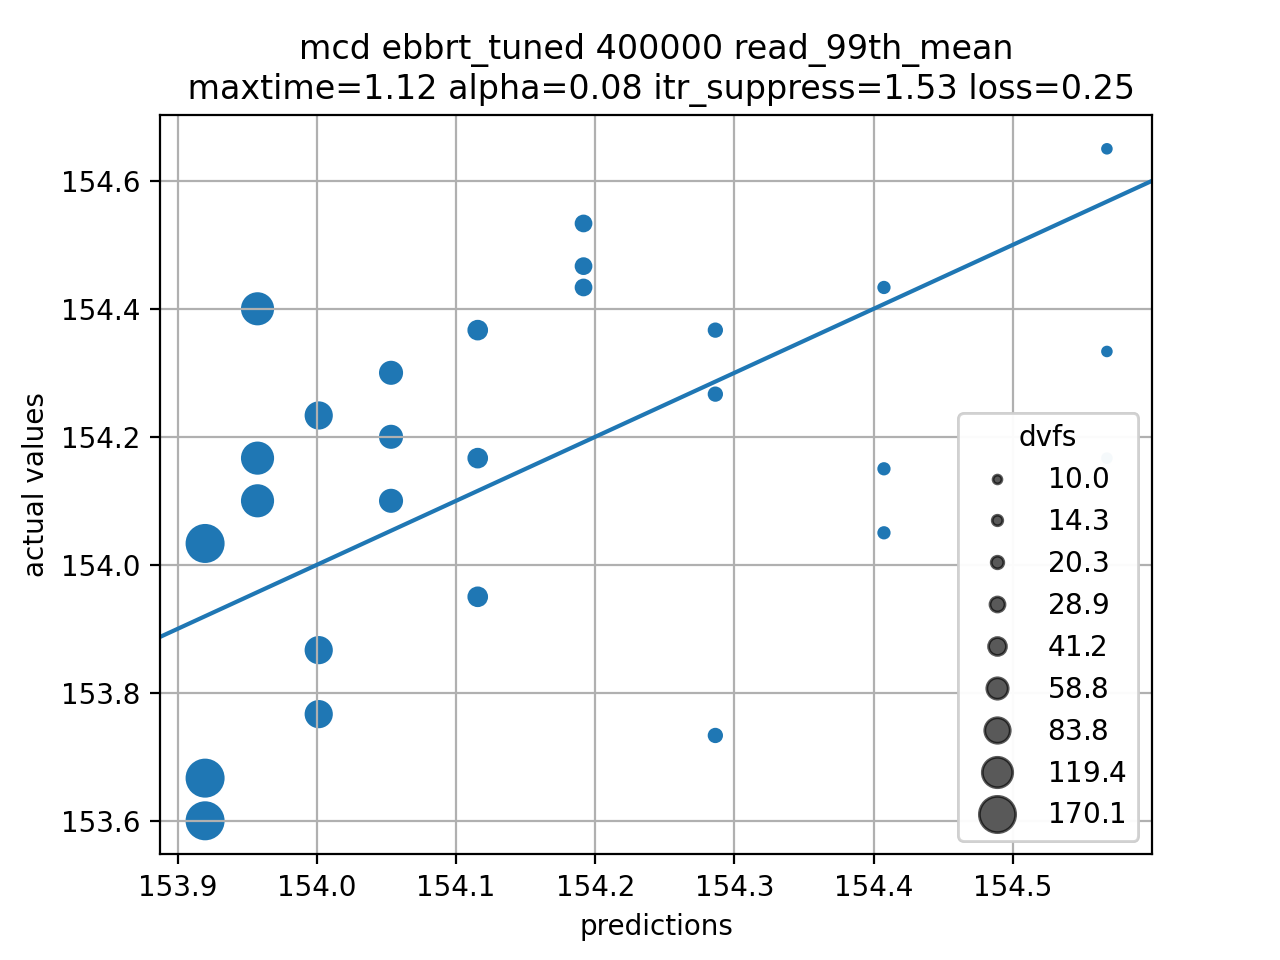 mcd ebbrt_tuned 400000 read_99th_mean
maxtime=1.12 alpha=0.08 itr_suppress=1.53 loss=0.25
actual values
154.6
154.4
154.2
154.0
153.8
153.6
dvfs
10.0
14.3
20.3
28.9
41.2
58.8
83.8
119.4
170.1
153.9 154.0 154.1 154.2 154.3 154.4 154.5
predictions